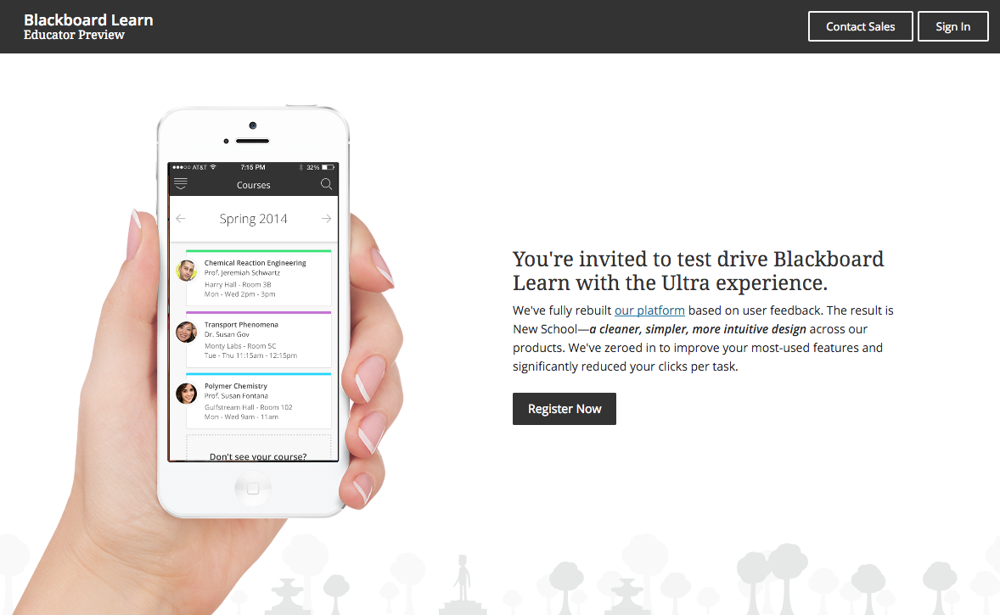 Blackboard Learn
Educator Preview
Contact Sales
Sign In
AT&T 7:15 PM 32%
Courses
Spring 2014
Chemical Reaction Engineering
Prof. Jeremiah Schwartz
Harry Hall - Room 3B
Mon - Wed 2pm - 3pm
Transport Phenomena
Dr. Susan Gov
Monty Labs - Room 5C
Tue - Thu 11:15am - 12:15pm
Polymer Chemistry
Prof. Susan Fontana
Gulfstream Hall - Room 102
Mon - Wed 9am - 11am
Don't see your course?
You're invited to test drive Blackboard
Learn with the Ultra experience.
We've fully rebuilt our platform based on user feedback. The result is
New School—a cleaner, simpler, more intuitive design across our
products. We've zeroed in to improve your most-used features and
significantly reduced your clicks per task.
Register Now